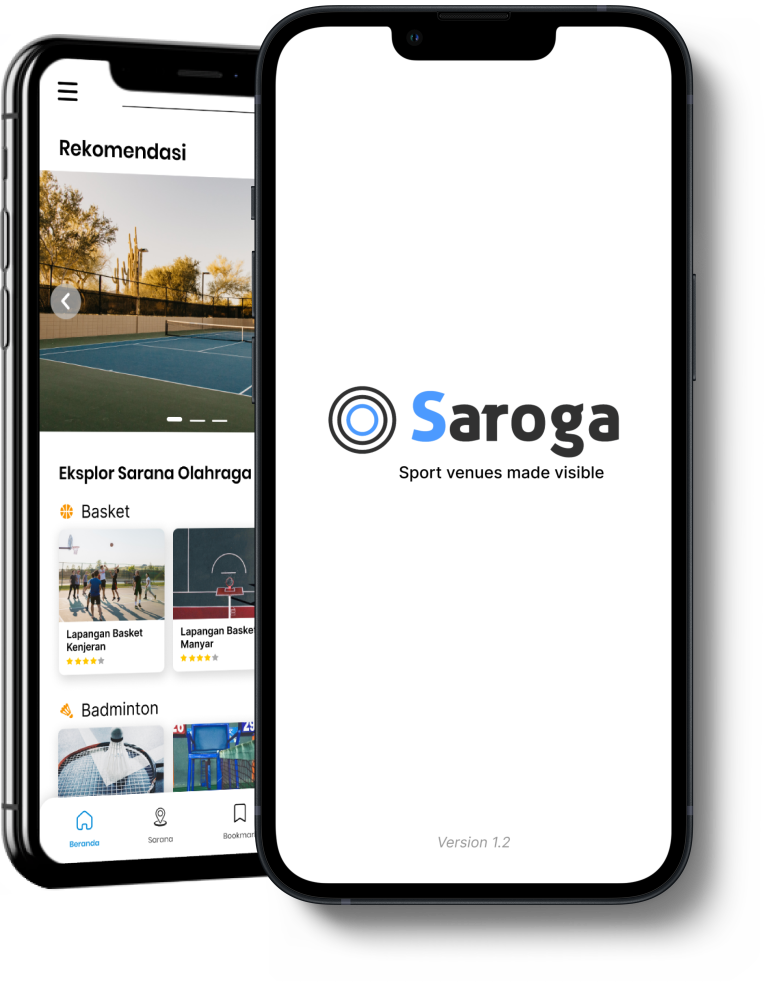 Rekomendasi
Eksplor Sarana Olahraga
Basket
Lapangan Basket
Kenjeran
Lapangan Basket
Manyar
Badminton
Beranda
Sarana
Saroga
Sport venues made visible
Version 1.2